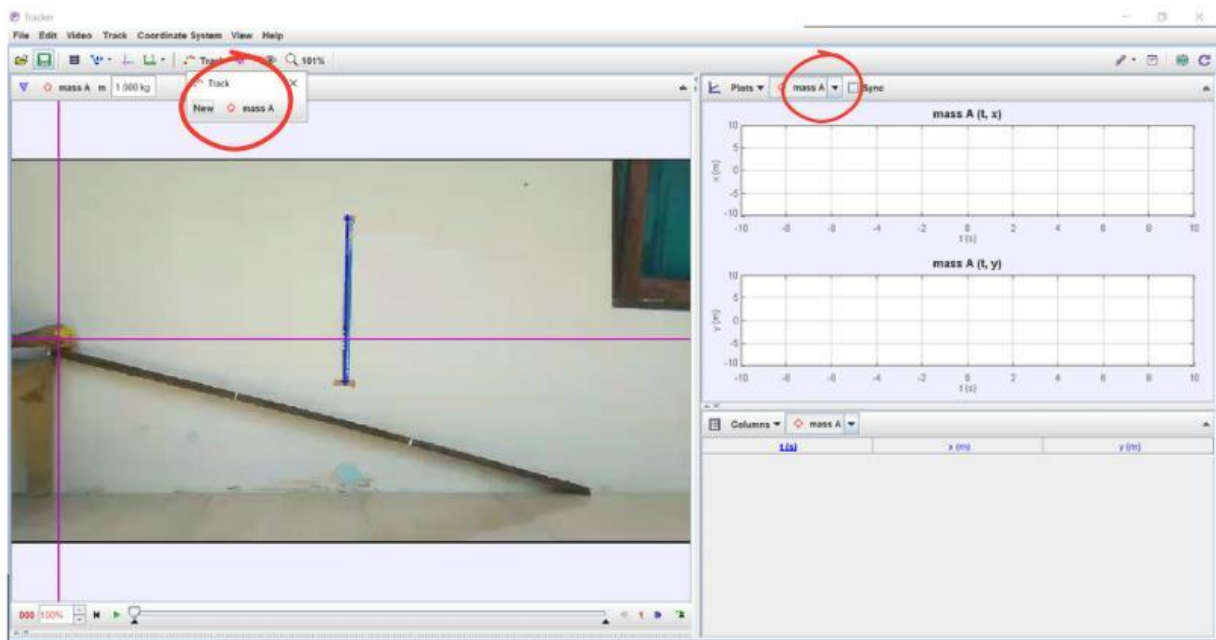 Tracker
File Edit Video Track Coordinate System View Help
Track 101%
mass A m 1.000 kg
Track
New mass A
Plots mass A Sync
mass A (t, x)
10
5
0
-5
-10
x (m)
-10 -8 -6 -4 -2 0 2 4 6 8 10
t (s)
mass A (t, y)
10
5
0
-5
-10
y (m)
-10 -8 -6 -4 -2 0 2 4 6 8 10
t (s)
Columns mass A
t (s) x (m) y (m)
000 100% 1